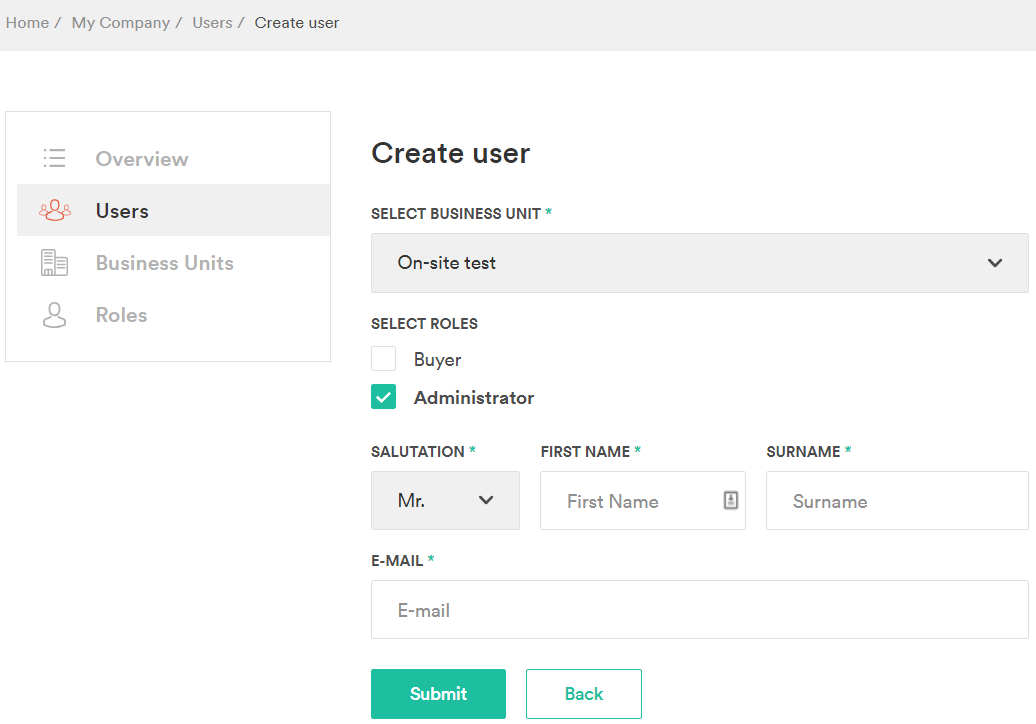 Home / My Company / Users / Create user
Overview
Users
Business Units
Roles
Create user
SELECT BUSINESS UNIT *
On-site test
SELECT ROLES
Buyer
Administrator
SALUTATION * FIRST NAME * SURNAME *
Mr. First Name Surname
E-MAIL *
E-mail
Submit Back